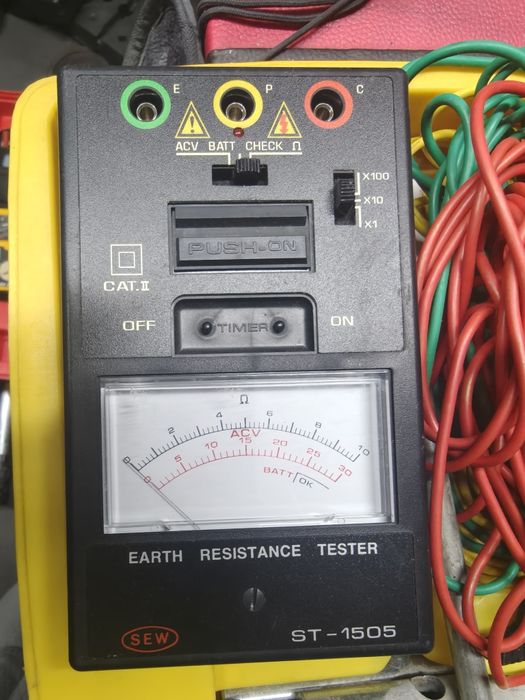 E P C
ACV BATT CHECK Ω
X100
X10
X1
PUSH-ON
CAT. II
OFF TIMER ON
Ω
0 2 4 6 8 10
ACV
0 5 10 15 20 25 30
BATT OK
EARTH RESISTANCE TESTER
SEW
ST-1505